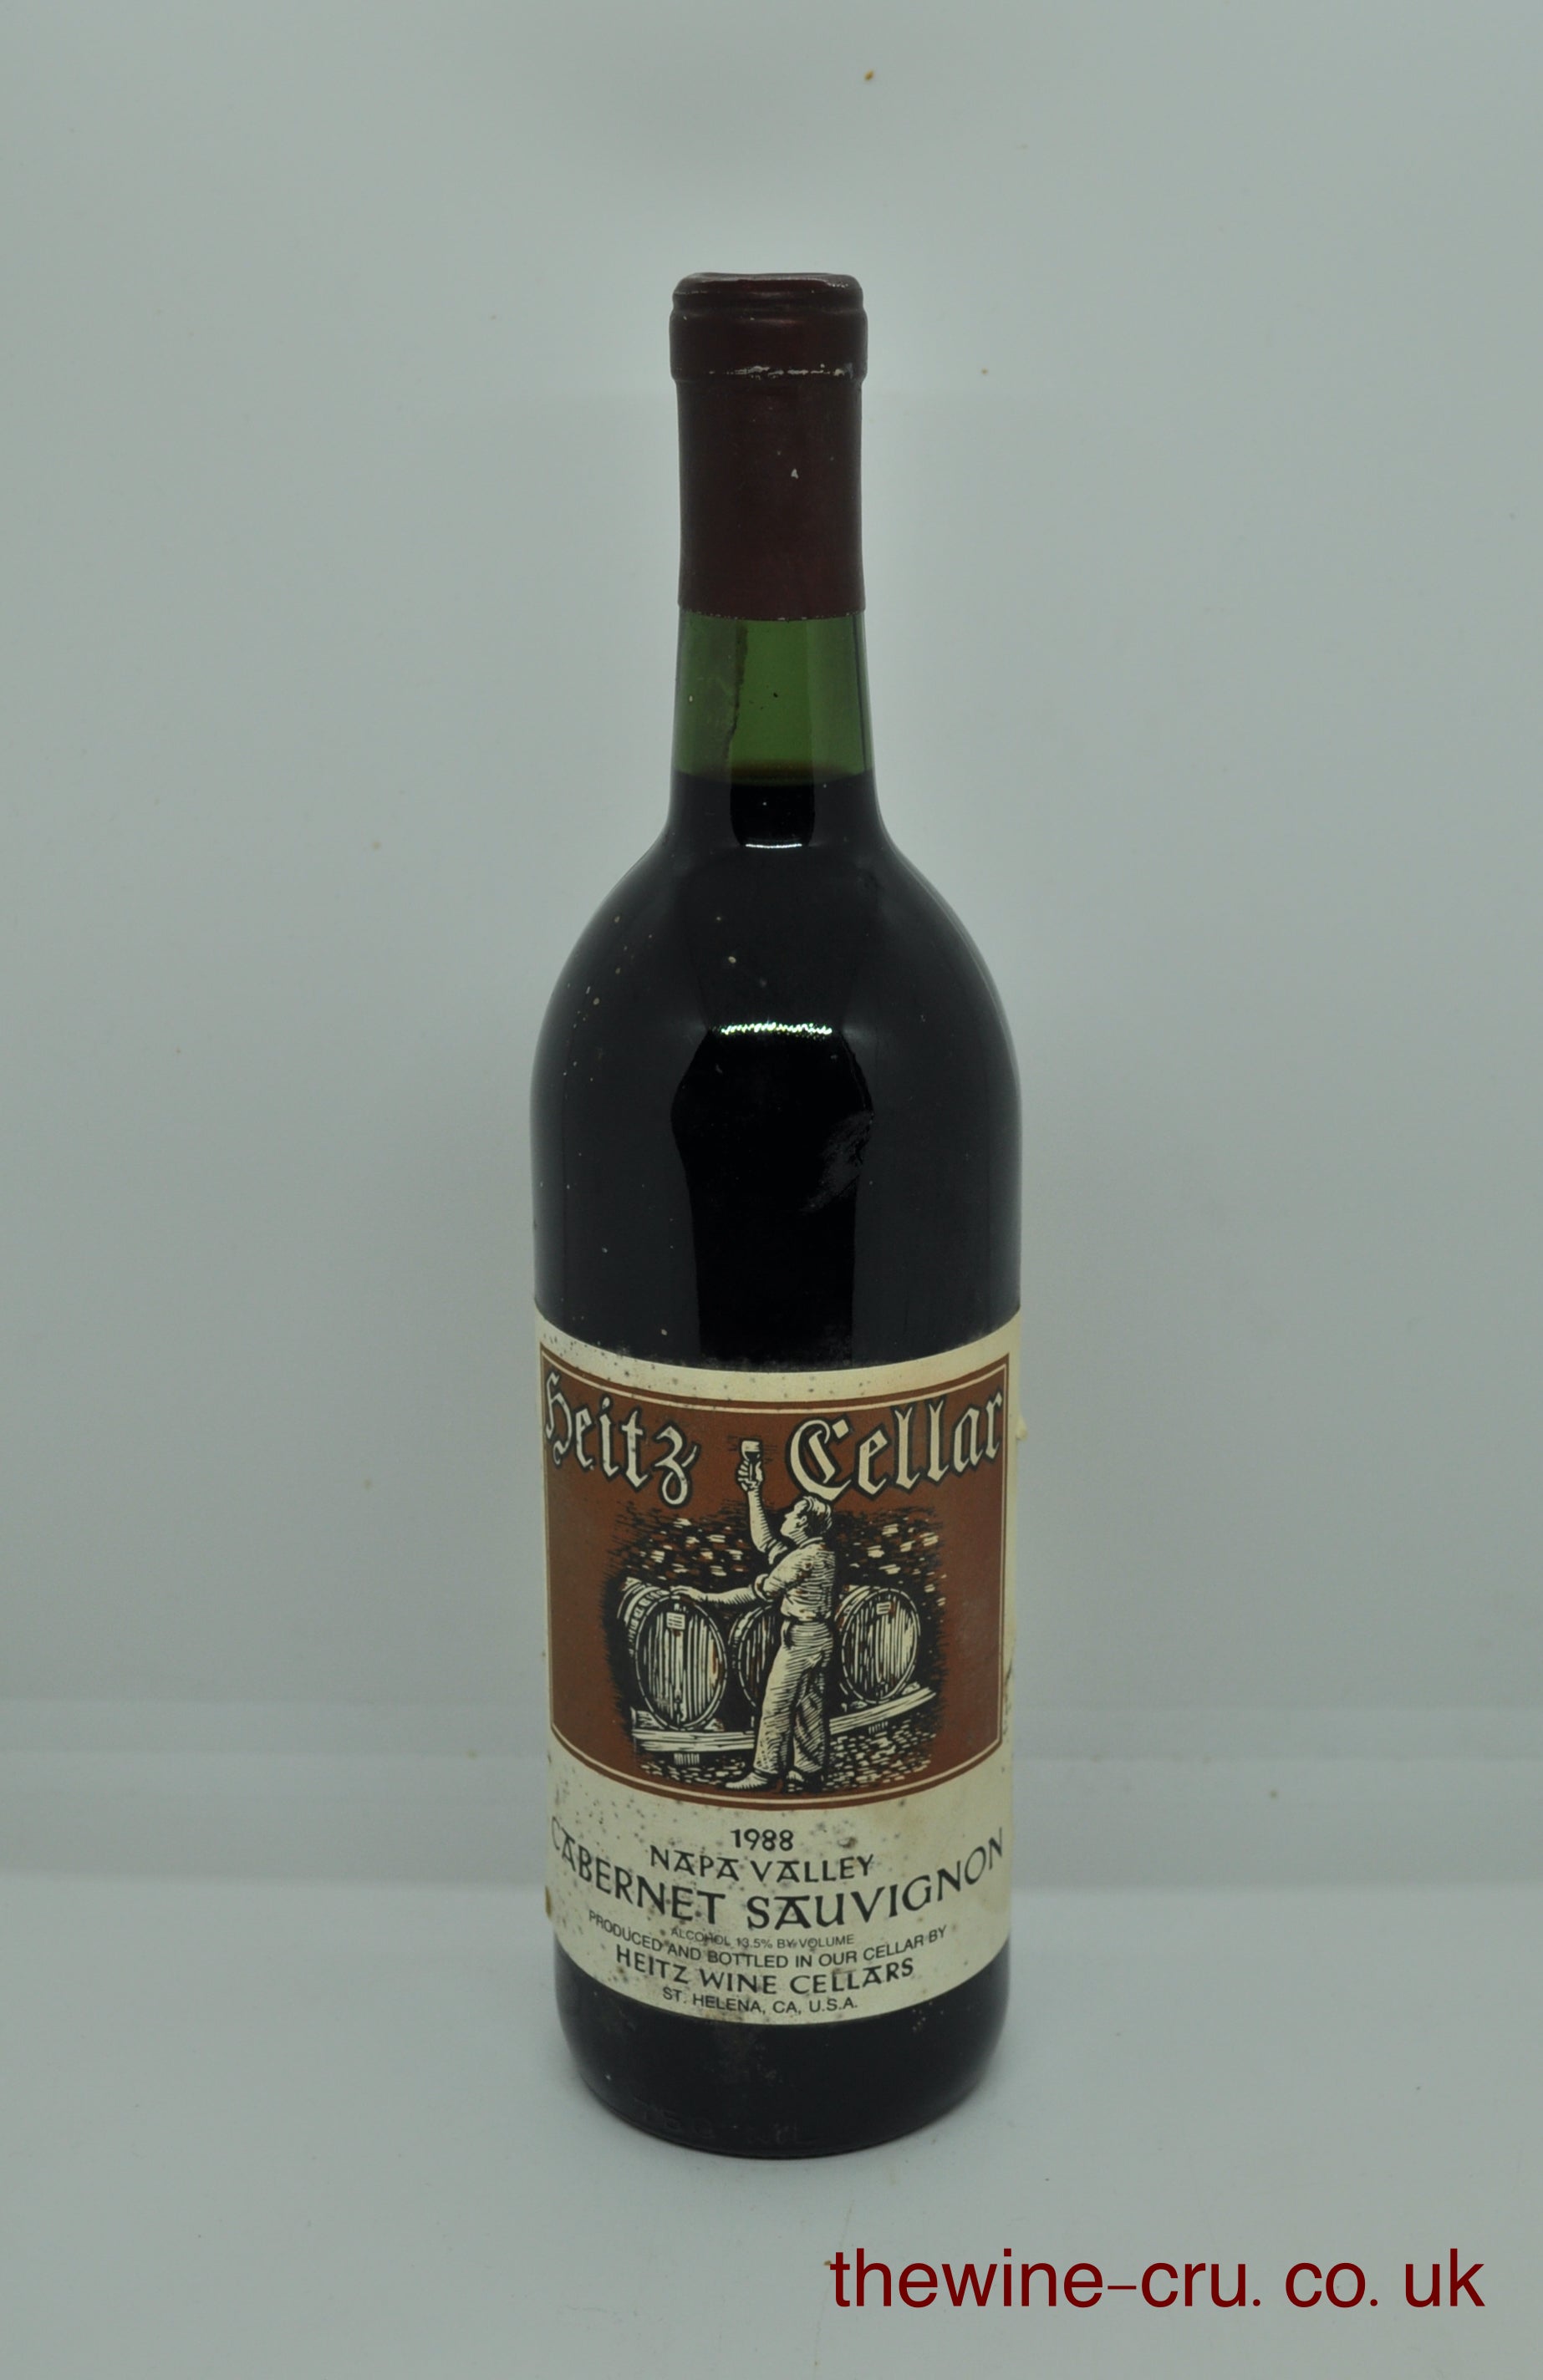 Heitz Cellar
1988
NAPA VALLEY
CABERNET SAUVIGNON
ALCOHOL 13.5% BY VOLUME
PRODUCED AND BOTTLED IN OUR CELLAR BY
HEITZ WINE CELLARS
ST. HELENA, CA, U.S.A.
thewine-cru. co. uk